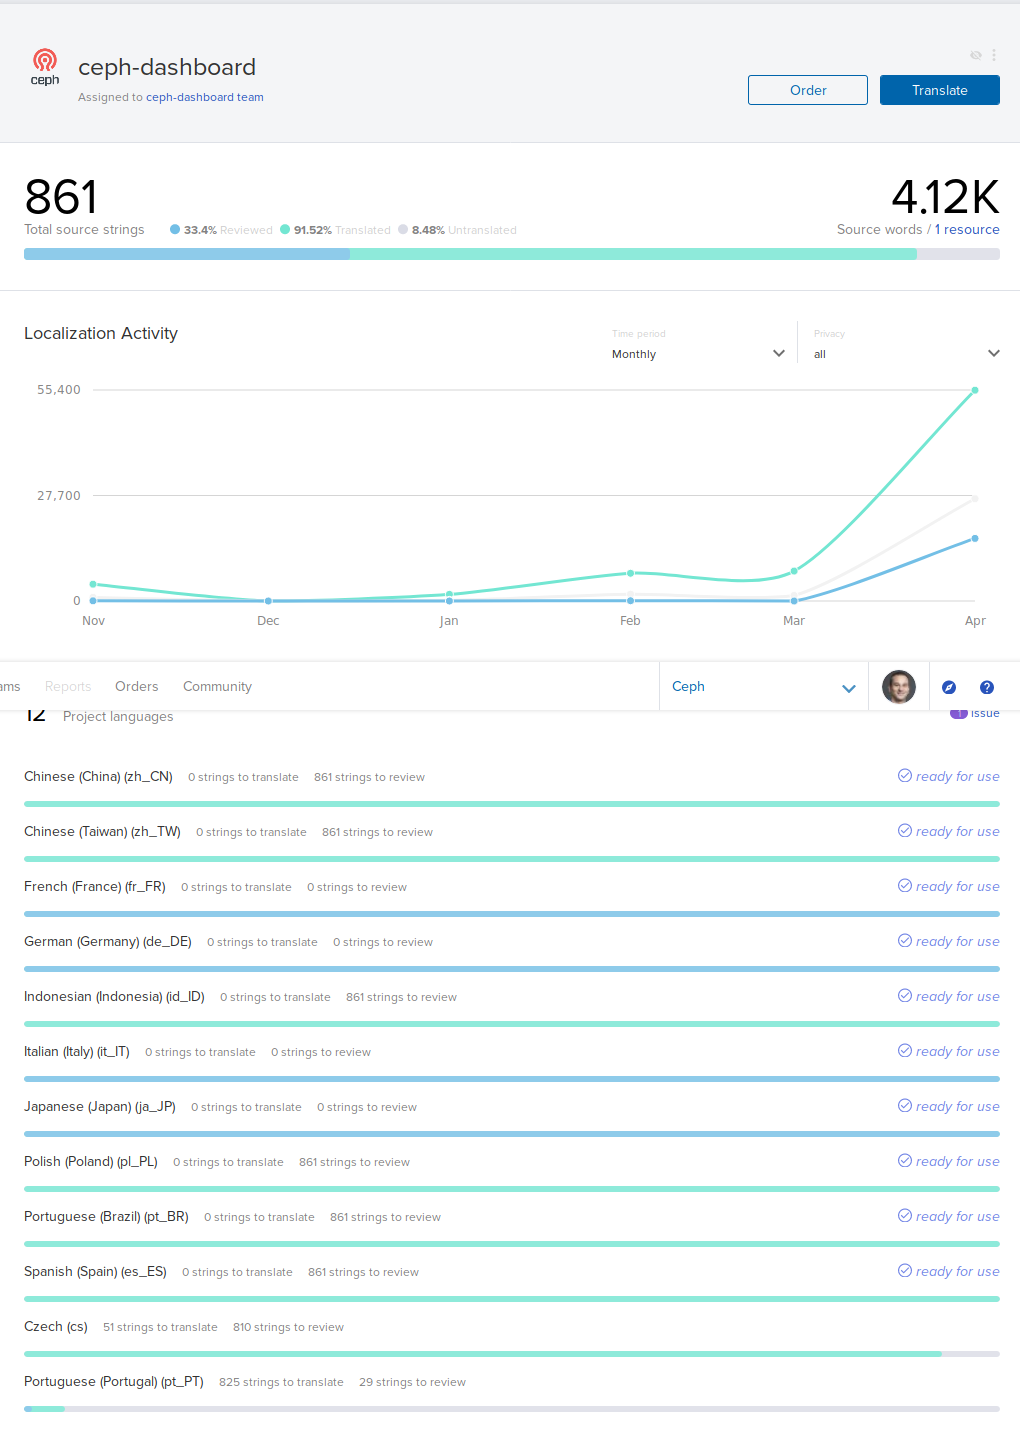 ceph
ceph-dashboard
Assigned to ceph-dashboard team
Order
Translate
861
4.12K
Total source strings
33.4% Reviewed
91.52% Translated
8.48% Untranslated
Source words / 1 resource
Localization Activity
Time period
Monthly
Privacy
all
55,400
27,700
0
Nov
Dec
Jan
Feb
Mar
Apr
ams
Reports
Orders
Community
Ceph
12
Project languages
1 issue
Chinese (China) (zh_CN) 0 strings to translate 861 strings to review ready for use
Chinese (Taiwan) (zh_TW) 0 strings to translate 861 strings to review ready for use
French (France) (fr_FR) 0 strings to translate 0 strings to review ready for use
German (Germany) (de_DE) 0 strings to translate 0 strings to review ready for use
Indonesian (Indonesia) (id_ID) 0 strings to translate 861 strings to review ready for use
Italian (Italy) (it_IT) 0 strings to translate 0 strings to review ready for use
Japanese (Japan) (ja_JP) 0 strings to translate 0 strings to review ready for use
Polish (Poland) (pl_PL) 0 strings to translate 861 strings to review ready for use
Portuguese (Brazil) (pt_BR) 0 strings to translate 861 strings to review ready for use
Spanish (Spain) (es_ES) 0 strings to translate 861 strings to review ready for use
Czech (cs) 51 strings to translate 810 strings to review
Portuguese (Portugal) (pt_PT) 825 strings to translate 29 strings to review